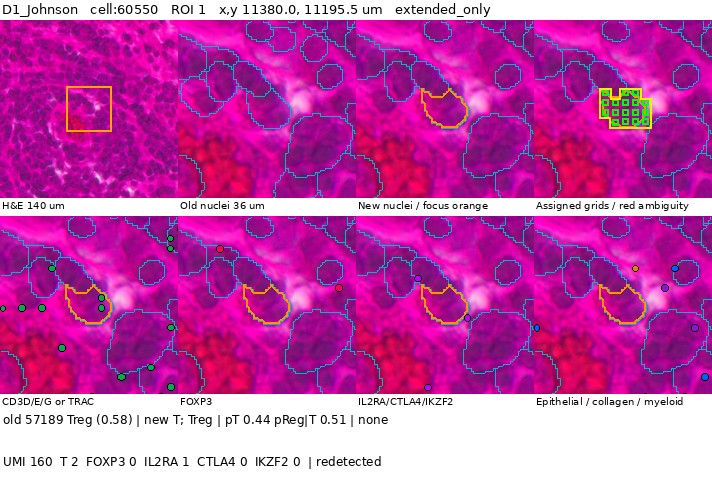 D1_Johnson cell:60550 ROI 1 x,y 11380.0, 11195.5 um extended_only
H&E 140 um
Old nuclei 36 um
New nuclei / focus orange
Assigned grids / red ambiguity
CD3D/E/G or TRAC
FOXP3
IL2RA/CTLA4/IKZF2
Epithelial / collagen / myeloid
old 57189 Treg (0.58) | new T; Treg | pT 0.44 pReg|T 0.51 | none
UMI 160 T 2 FOXP3 0 IL2RA 1 CTLA4 0 IKZF2 0 | redetected